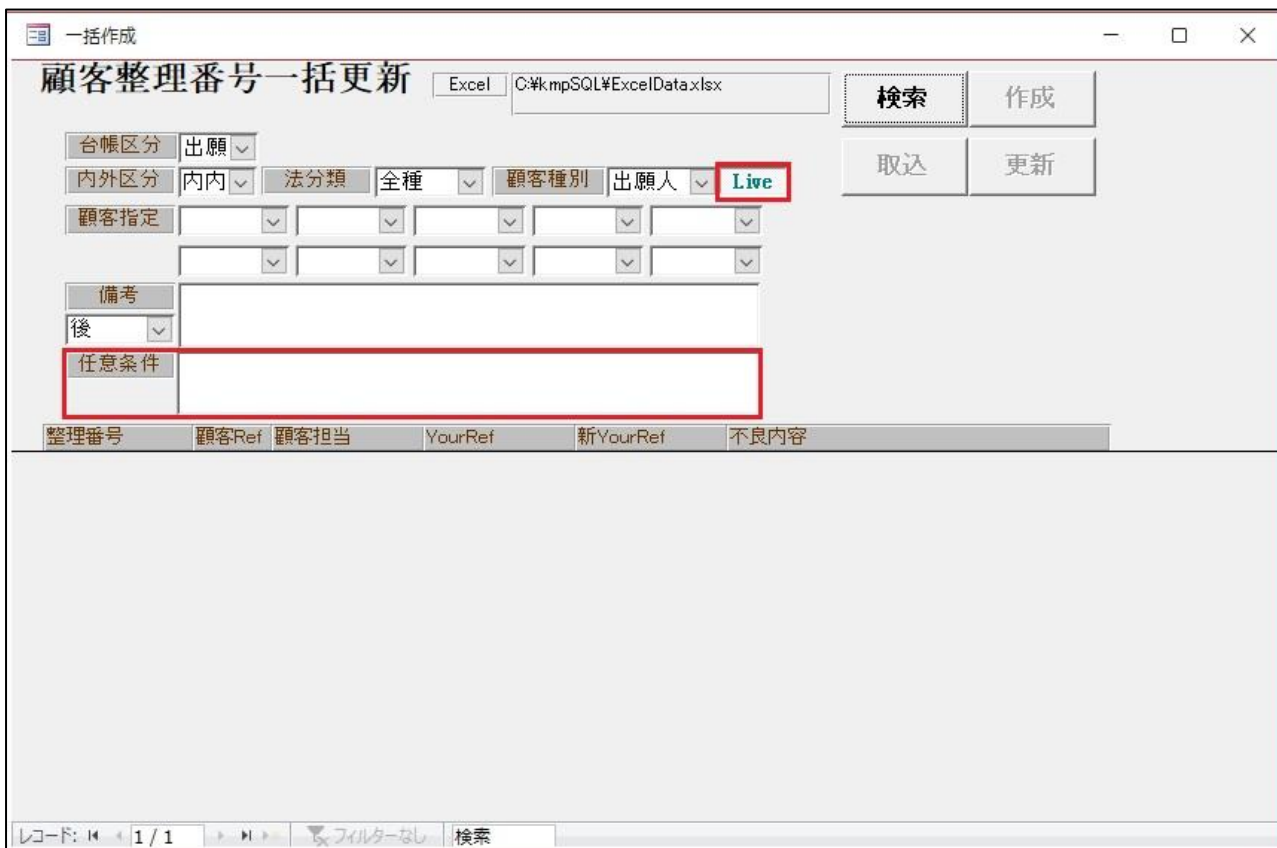 一括作成
顧客整理番号一括更新 Excel C:¥kmpSQL¥ExcelData.xlsx 検索 作成
台帳区分 出願 取込 更新
内外区分 内内 法分類 全種 顧客種別 出願人 Live
顧客指定
備考
後
任意条件
整理番号 顧客Ref 顧客担当 YourRef 新YourRef 不良内容
レコード: 1 / 1 フィルターなし 検索